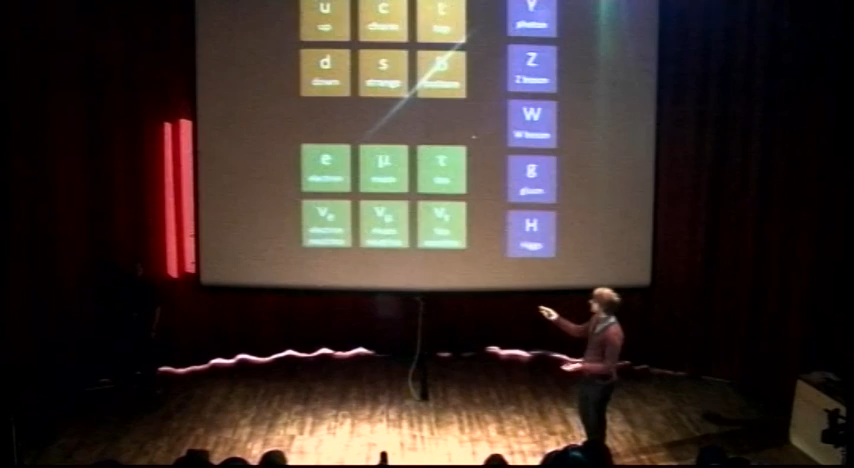 u c t γ
up charm top photon
d s b Z
down strange bottom Z boson
W
W boson
e μ τ g
electron muon tau gluon
νe νμ ντ H
electron muon tau higgs
neutrino neutrino neutrino